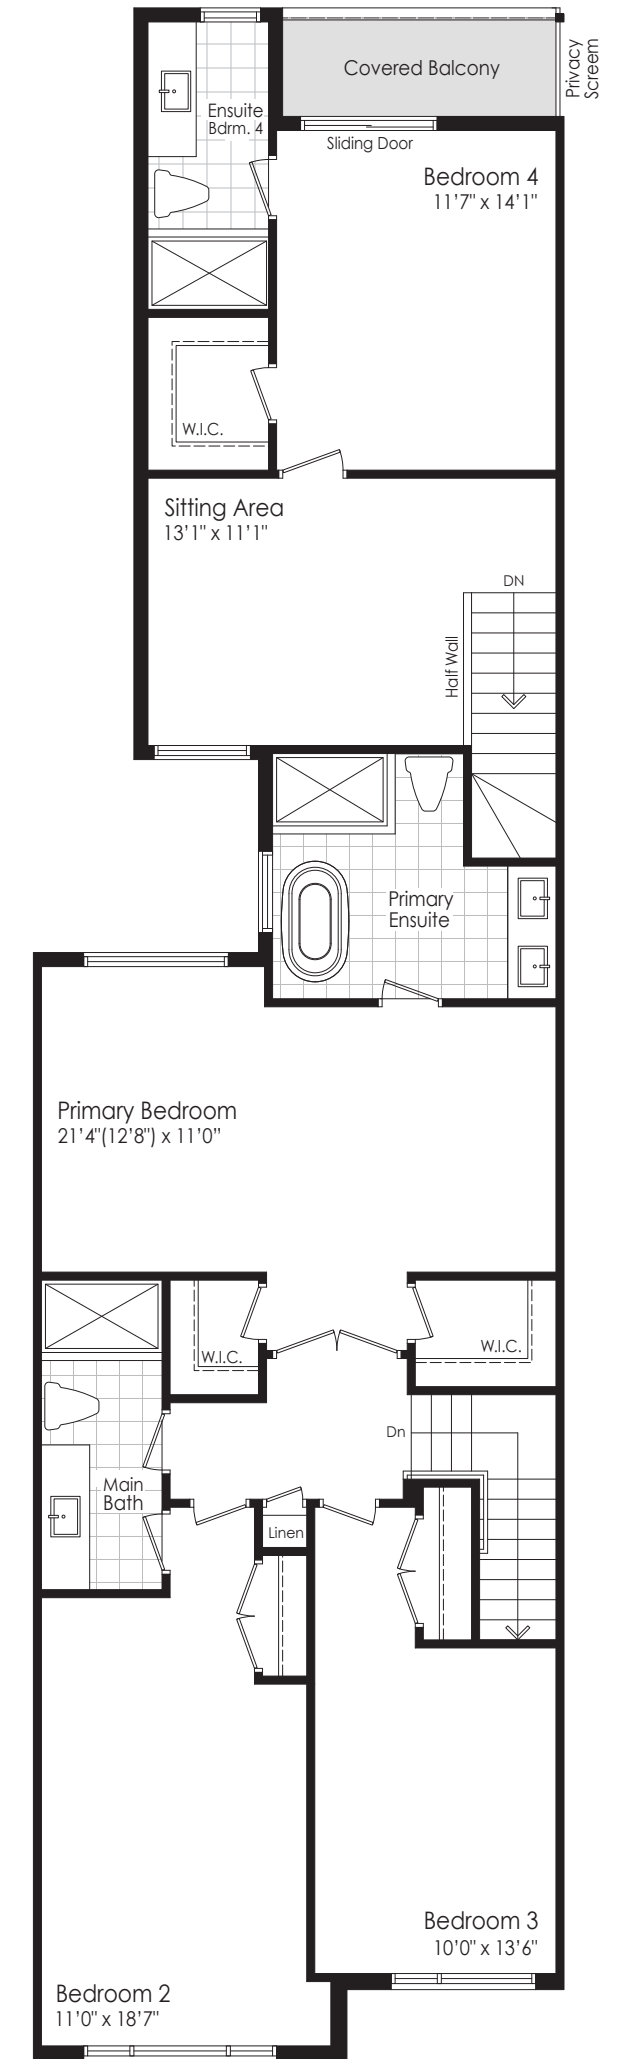 Covered Balcony
Privacy
Screem
Ensuite
Bdrm. 4
Sliding Door
Bedroom 4
11'7" x 14'1"
W.I.C.
Sitting Area
13'1" x 11'1"
DN
Half Wall
Primary
Ensuite
Primary Bedroom
21'4"(12'8") x 11'0”
W.I.C.
W.I.C.
Dn
Main
Bath
Linen
Bedroom 3
10'0" x 13'6"
Bedroom 2
11'0" x 18'7"